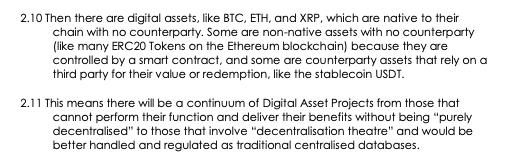 2.10 Then there are digital assets, like BTC, ETH, and XRP, which are native to their
chain with no counterparty. Some are non-native assets with no counterparty
(like many ERC20 Tokens on the Ethereum blockchain) because they are
controlled by a smart contract, and some are counterparty assets that rely on a
third party for their value or redemption, like the stablecoin USDT.
2.11 This means there will be a continuum of Digital Asset Projects from those that
cannot perform their function and deliver their benefits without being “purely
decentralised” to those that involve “decentralisation theatre” and would be
better handled and regulated as traditional centralised databases.